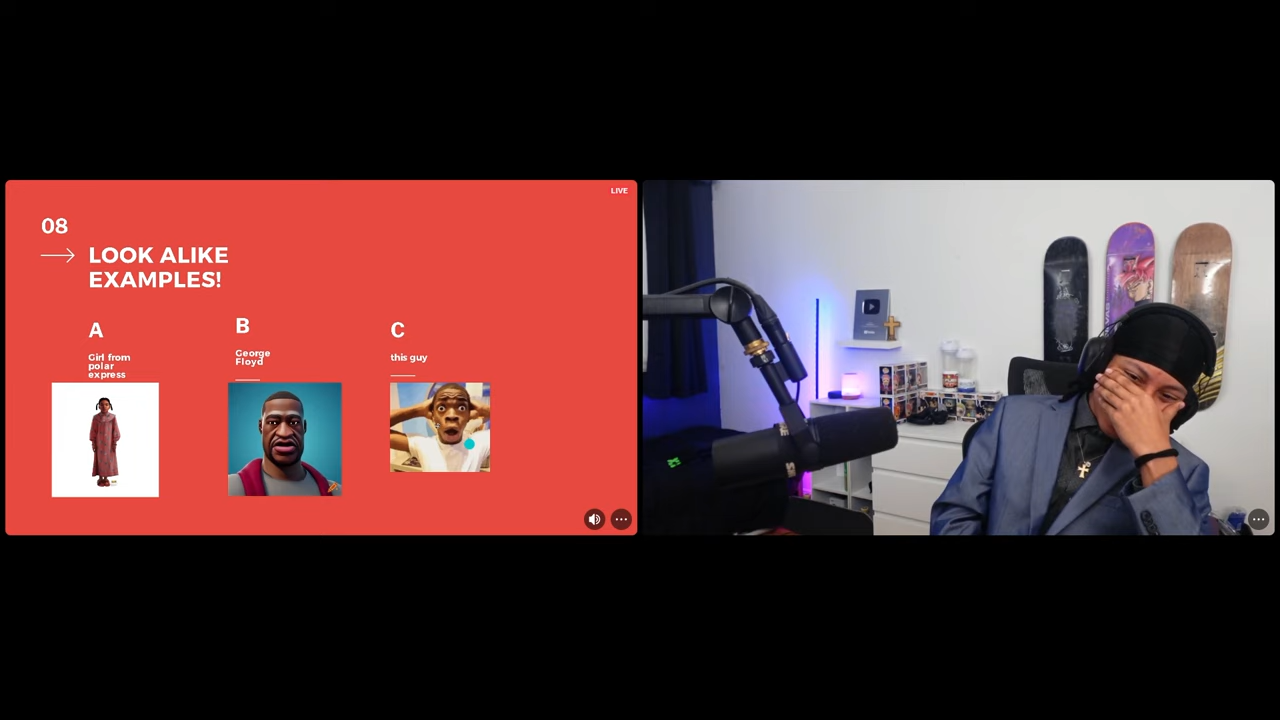 LIVE
08
LOOK ALIKE
EXAMPLES!
A
Girl from
polar
express
B
George
Floyd
C
this guy